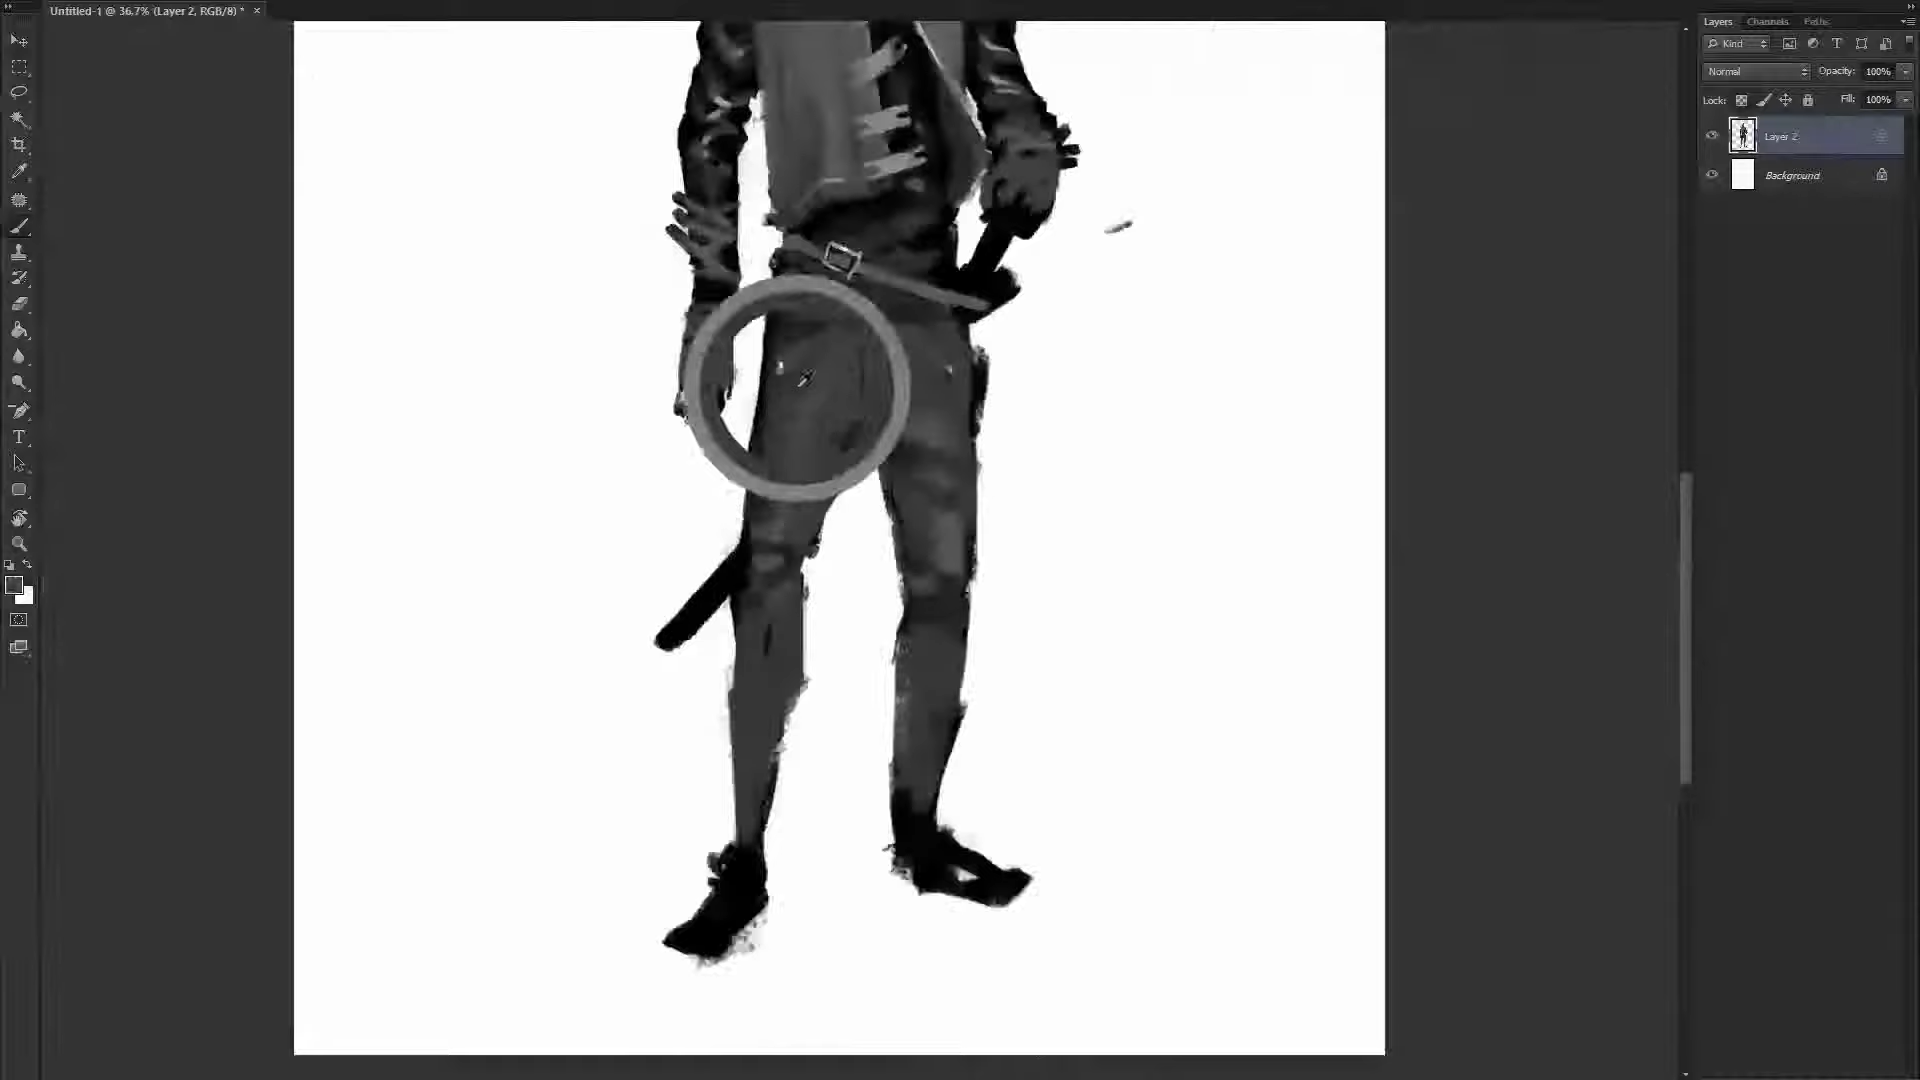 Untitled-1 @ 36,7% (Layer 2, RGB/8) * ×
Layers Channels Paths
Kind
Normal Opacity: 100%
Lock: Fill: 100%
Layer 2
Background